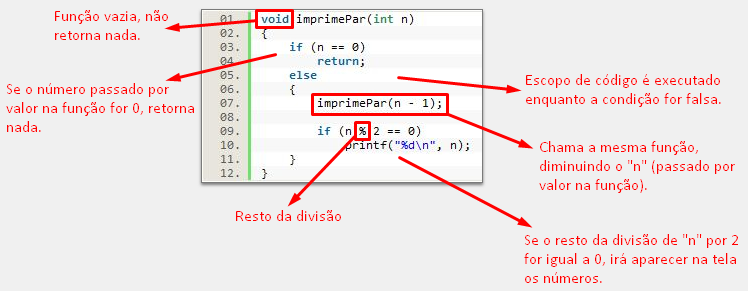 Função vazia, não
retorna nada.
Se o número passado por
valor na função for 0, retorna
nada.
01. void imprimePar(int n)
02. {
03. if (n == 0)
04. return;
05. else
06. {
07. imprimePar(n - 1);
08.
09. if (n % 2 == 0)
10. printf("%d\n", n);
11. }
12. }
Escopo de código é executado
enquanto a condição for falsa.
Chama a mesma função,
diminuindo o "n" (passado por
valor na função).
Resto da divisão
Se o resto da divisão de "n" por 2
for igual a 0, irá aparecer na tela
os números.